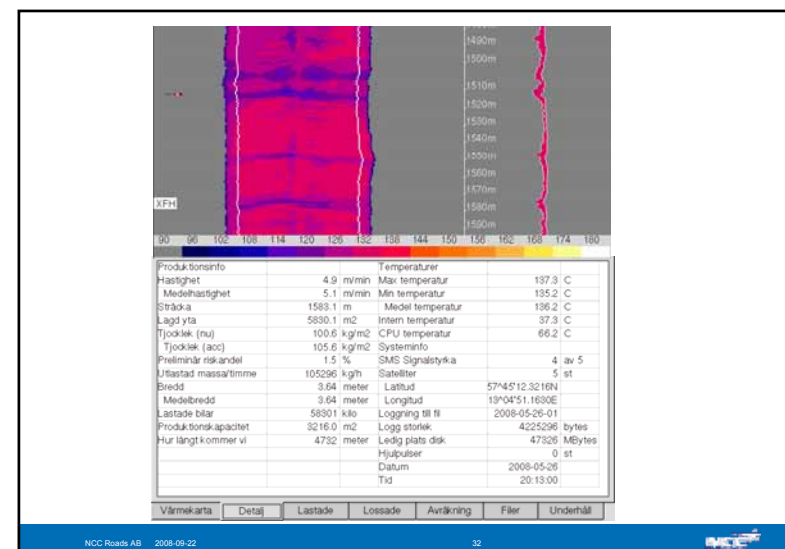 1490m
1500m
1510m
1520m
1530m
1540m
1550m
1560m
1570m
1580m
1590m
XFH
90 96 102 108 114 120 126 132 138 144 150 156 162 168 174 180
Produktionsinfo Temperaturer
Hastighet 4.9 m/min Max temperatur 137.3 C
Medelhastighet 5.1 m/min Min temperatur 135.2 C
Sträcka 1583.1 m Medel temperatur 136.2 C
Lagd yta 5830.1 m2 Intern temperatur 37.3 C
Tjocklek (nu) 100.6 kg/m2 CPU temperatur 66.2 C
Tjocklek (acc) 105.6 kg/m2 Systeminfo
Preliminär riskandel 1.5 % SMS Signalstyrka 4 av 5
Utlastad massa/timme 105296 kg/h Satelliter 5 st
Bredd 3.64 meter Latitud 57^45'12.3216N
Medelbredd 3.64 meter Longitud 13^04'51.1630E
Lastade bilar 58301 kilo Loggning till fil 2008-05-26-01
Produktionskapacitet 3216.0 m2 Logg storlek 4225296 bytes
Hur långt kommer vi 4732 meter Ledig plats disk 47326 MBytes
Hjulpulser 0 st
Datum 2008-05-26
Tid 20:13:00
Värmekarta Detalj Lastade Lossade Avräkning Filer Underhåll
NCC Roads AB 2008-09-22 32
NCC